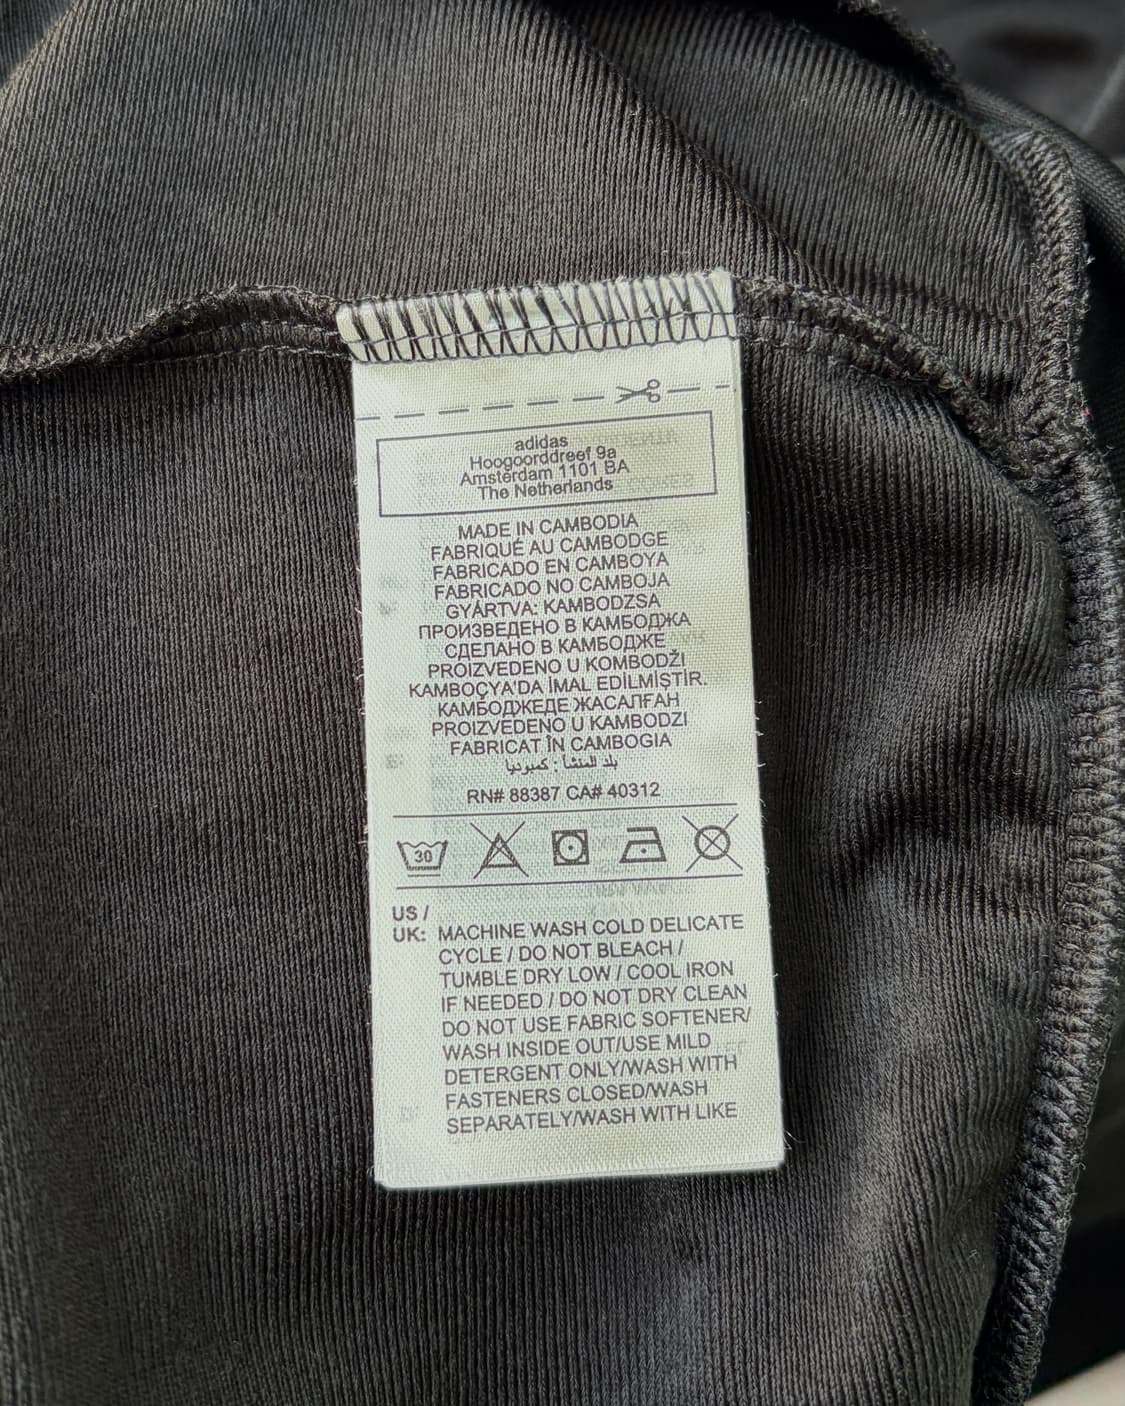 adidas
Hoogoorddreef 9a
Amsterdam 1101 BA
The Netherlands
MADE IN CAMBODIA
FABRIQUÉ AU CAMBODGE
FABRICADO EN CAMBOYA
FABRICADO NO CAMBOJA
GYÁRTVA: KAMBODZSA
ПРОИЗВЕДЕНО В КАМБОДЖА
СДЕЛАНО В КАМБОДЖЕ
PROIZVEDENO U KOMBODŽI
KAMBOÇYA'DA İMAL EDİLMİŞTİR.
КАМБОДЖЕДЕ ЖАСАЛҒАН
PROIZVEDENO U KAMBODZI
FABRICAT ÎN CAMBOGIA
بلد المنشأ: كمبوديا
RN# 88387 CA# 40312
30
US /
UK: MACHINE WASH COLD DELICATE
CYCLE / DO NOT BLEACH /
TUMBLE DRY LOW / COOL IRON
IF NEEDED / DO NOT DRY CLEAN
DO NOT USE FABRIC SOFTENER/
WASH INSIDE OUT/USE MILD
DETERGENT ONLY/WASH WITH
FASTENERS CLOSED/WASH
SEPARATELY/WASH WITH LIKE